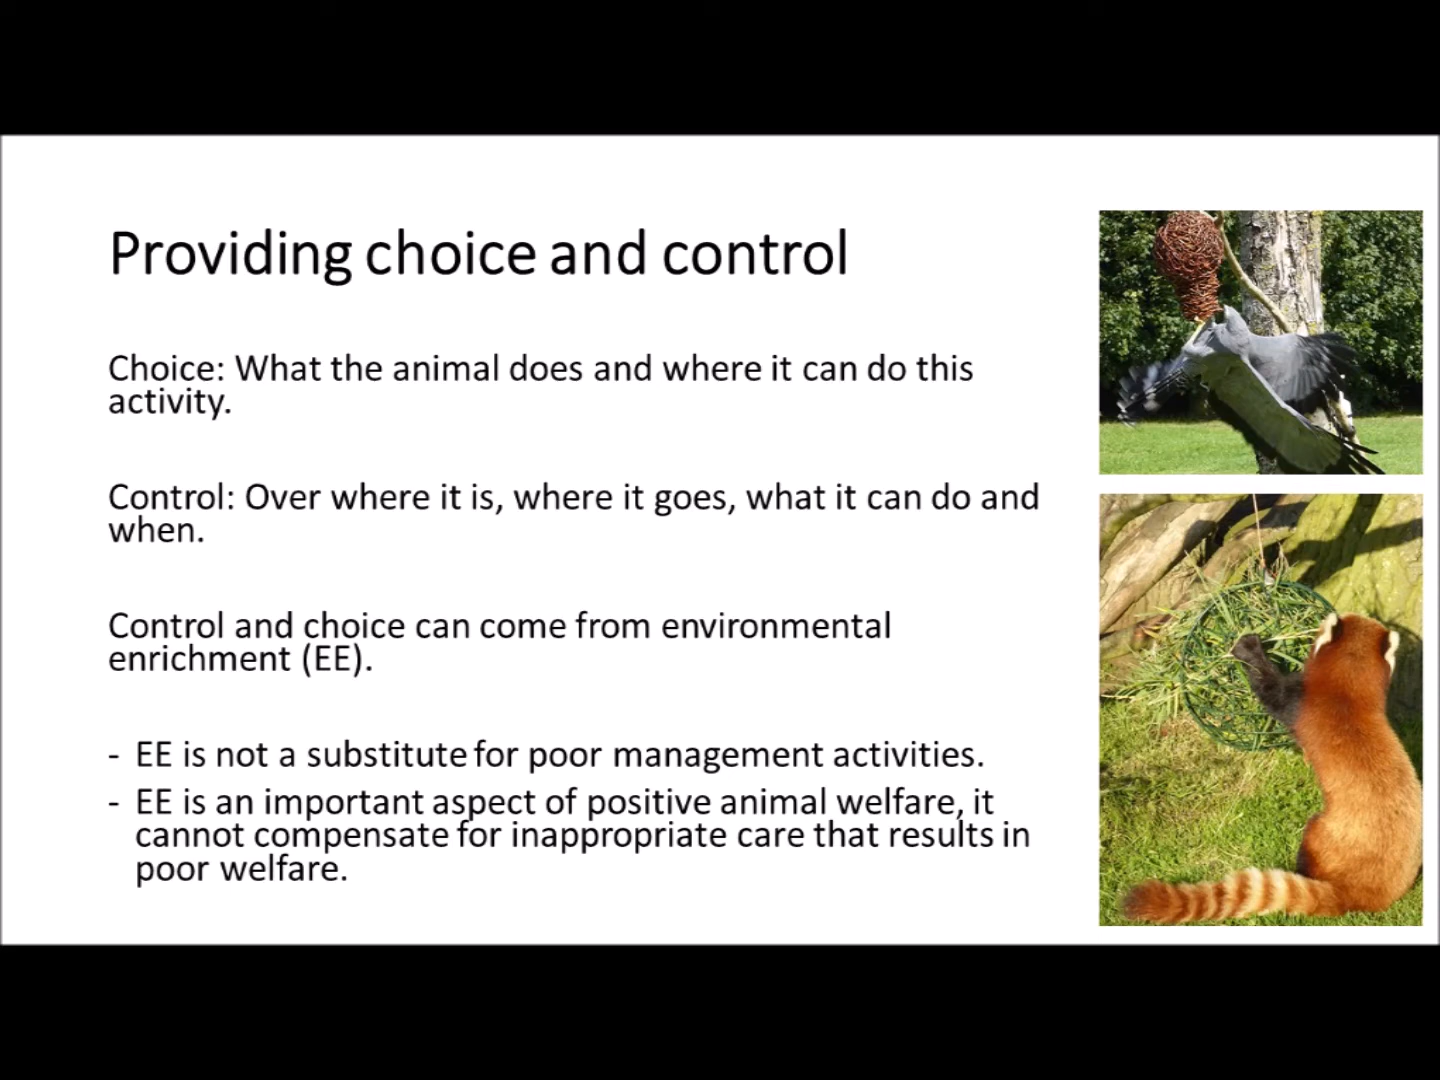 Providing choice and control
Choice: What the animal does and where it can do this
activity.
Control: Over where it is, where it goes, what it can do and
when.
Control and choice can come from environmental
enrichment (EE).
- EE is not a substitute for poor management activities.
- EE is an important aspect of positive animal welfare, it
cannot compensate for inappropriate care that results in
poor welfare.